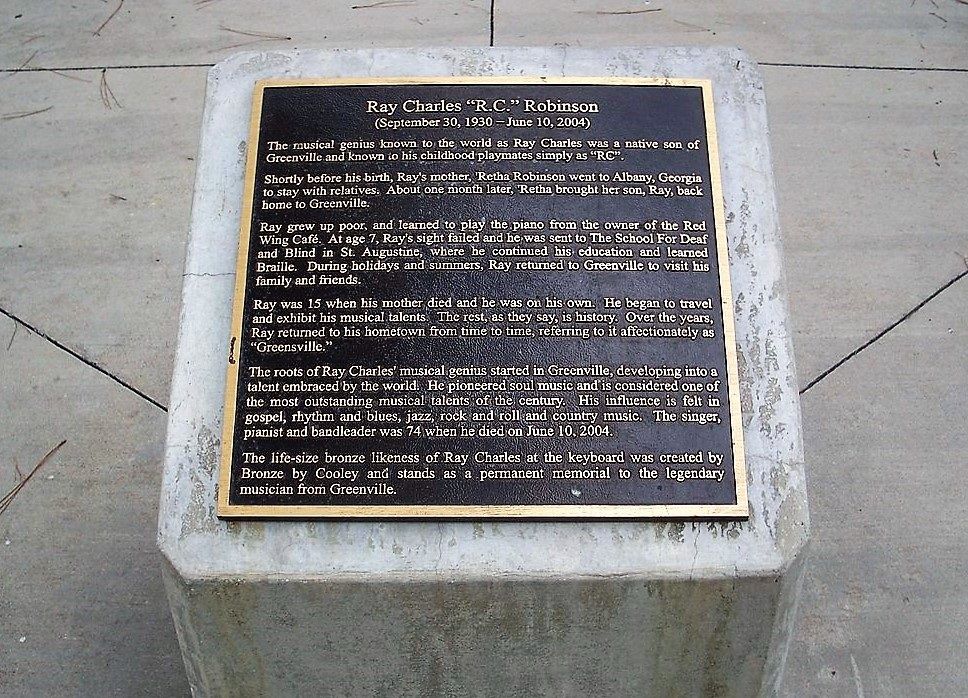 Ray Charles “R.C.” Robinson
(September 30, 1930 – June 10, 2004)
The musical genius known to the world as Ray Charles was a native son of
Greenville and known to his childhood playmates simply as “RC”.
Shortly before his birth, Ray's mother, 'Retha Robinson went to Albany, Georgia
to stay with relatives. About one month later, 'Retha brought her son, Ray, back
home to Greenville.
Ray grew up poor, and learned to play the piano from the owner of the Red
Wing Café. At age 7, Ray's sight failed and he was sent to The School For Deaf
and Blind in St. Augustine, where he continued his education and learned
Braille. During holidays and summers, Ray returned to Greenville to visit his
family and friends.
Ray was 15 when his mother died and he was on his own. He began to travel
and exhibit his musical talents. The rest, as they say, is history. Over the years,
Ray returned to his hometown from time to time, referring to it affectionately as
“Greensville.”
The roots of Ray Charles' musical genius started in Greenville, developing into a
talent embraced by the world. He pioneered soul music and is considered one of
the most outstanding musical talents of the century. His influence is felt in
gospel, rhythm and blues, jazz, rock and roll and country music. The singer,
pianist and bandleader was 74 when he died on June 10, 2004.
The life-size bronze likeness of Ray Charles at the keyboard was created by
Bronze by Cooley and stands as a permanent memorial to the legendary
musician from Greenville.